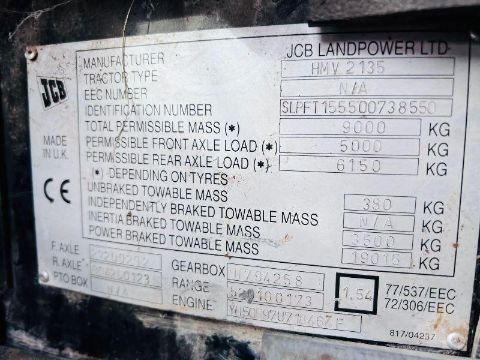 MANUFACTURER JCB LANDPOWER LTD
TRACTOR TYPE HMV 2135
EEC NUMBER N/A
IDENTIFICATION NUMBER SLPFT155500738550
TOTAL PERMISSIBLE MASS (*) 9000 KG
PERMISSIBLE FRONT AXLE LOAD (*) 5000 KG
PERMISSIBLE REAR AXLE LOAD (*) 6150 KG
(*) DEPENDING ON TYRES
UNBRAKED TOWABLE MASS 380 KG
INDEPENDENTLY BRAKED TOWABLE MASS N/A KG
INERTIA BRAKED TOWABLE MASS 3500 KG
POWER BRAKED TOWABLE MASS 19015 KG
JCB
MADE IN U.K.
CE
F. AXLE
R. AXLE
PTO BOX N/A
GEARBOX
RANGE
ENGINE
1,54
77/537/EEC
72/306/EEC
817/04237